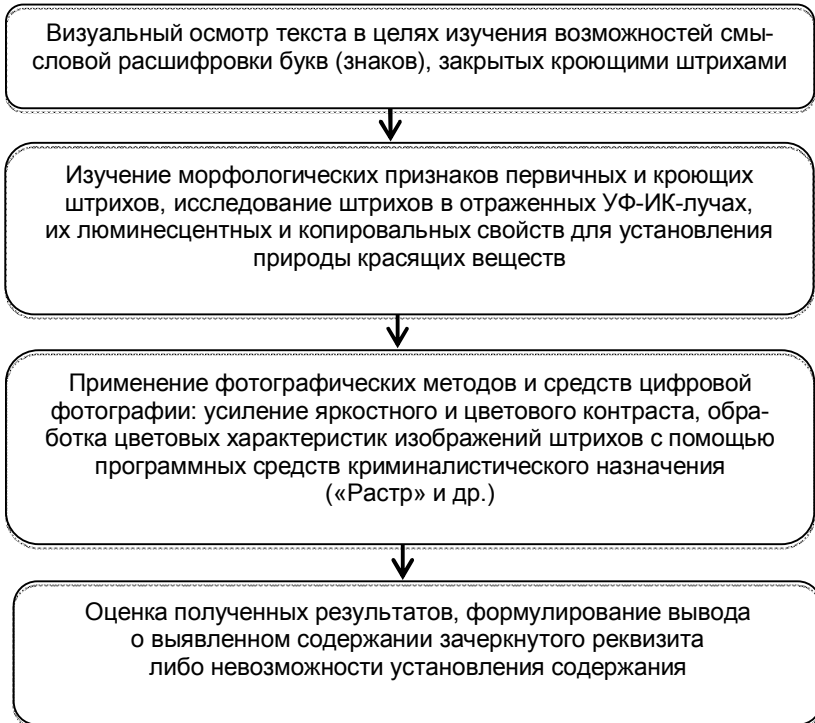 Визуальный осмотр текста в целях изучения возможностей смы-
словой расшифровки букв (знаков), закрытых кроющими штрихами
Изучение морфологических признаков первичных и кроющих
штрихов, исследование штрихов в отраженных УФ-ИК-лучах,
их люминесцентных и копировальных свойств для установления
природы красящих веществ
Применение фотографических методов и средств цифровой
фотографии: усиление яркостного и цветового контраста, обра-
ботка цветовых характеристик изображений штрихов с помощью
программных средств криминалистического назначения
(«Растр» и др.)
Оценка полученных результатов, формулирование вывода
о выявленном содержании зачеркнутого реквизита
либо невозможности установления содержания